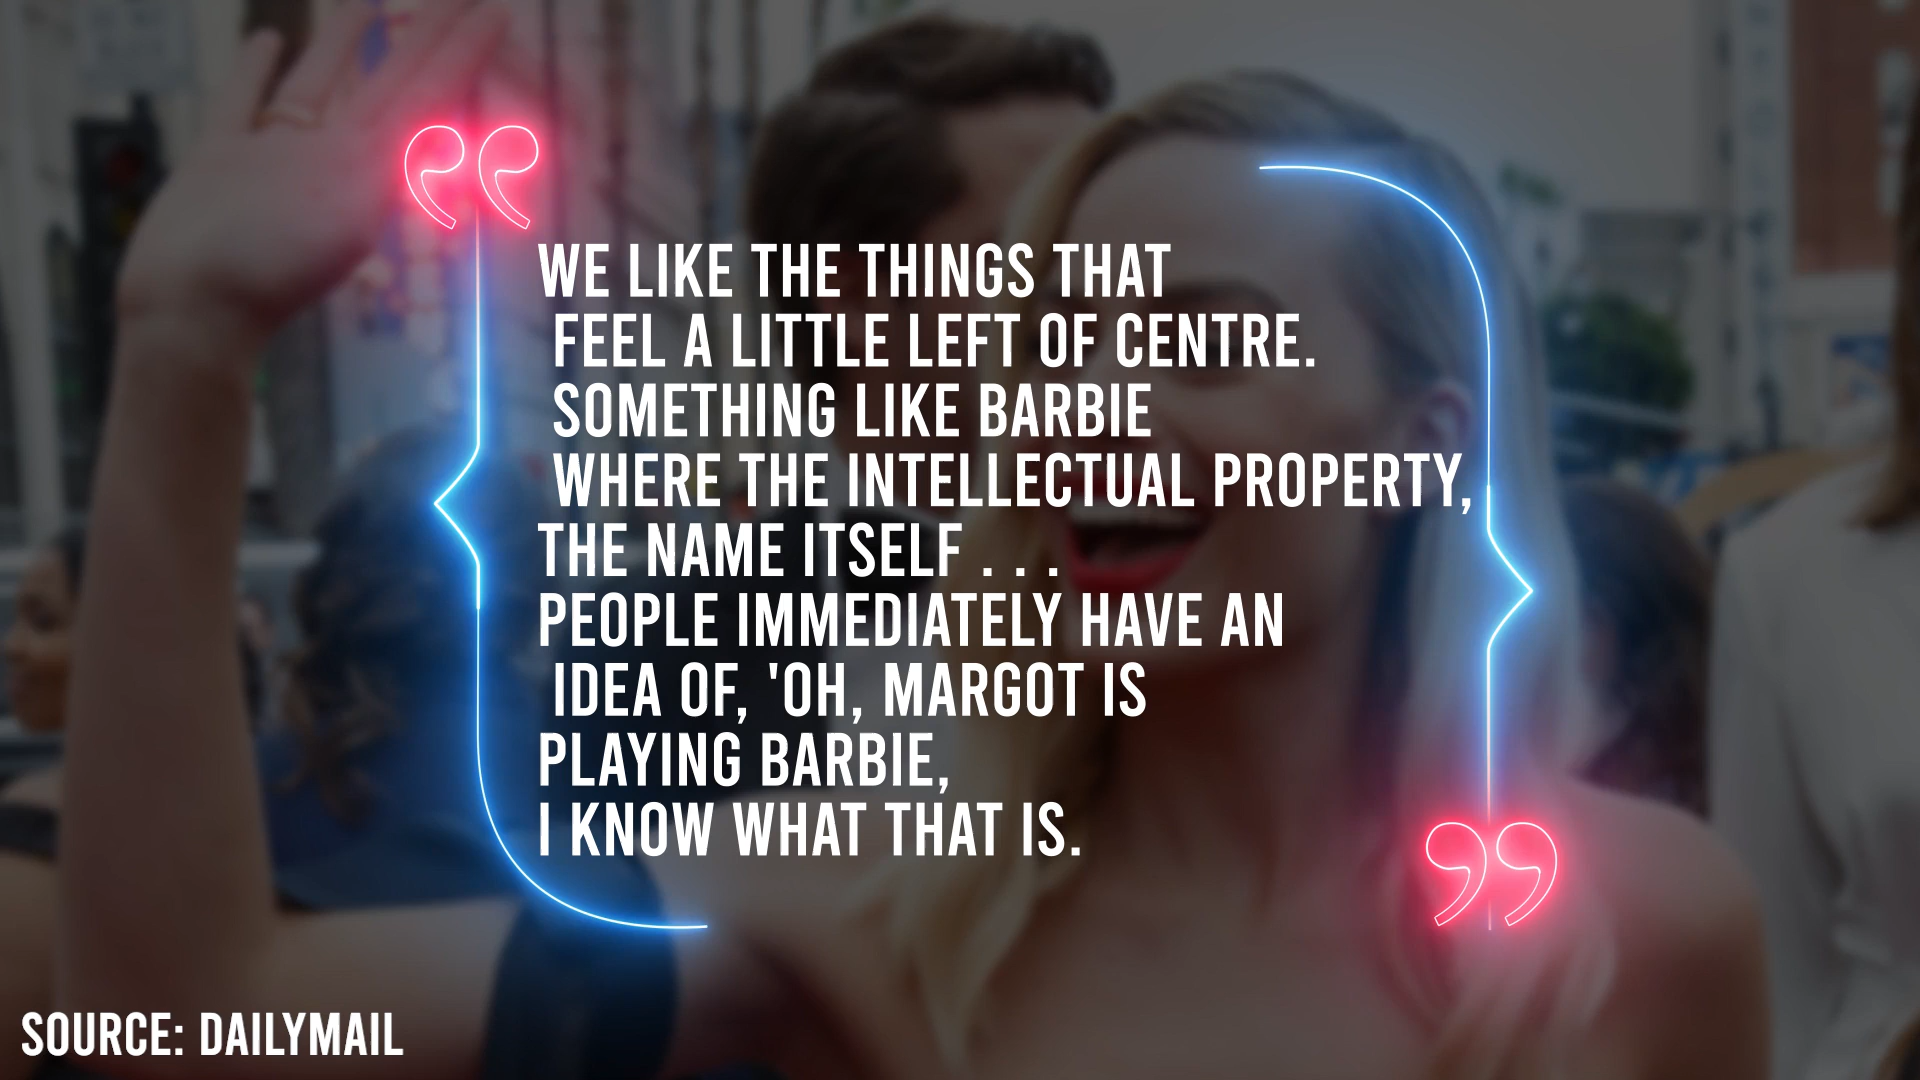 WE LIKE THE THINGS THAT
FEEL A LITTLE LEFT OF CENTRE.
SOMETHING LIKE BARBIE
WHERE THE INTELLECTUAL PROPERTY,
THE NAME ITSELF . . .
PEOPLE IMMEDIATELY HAVE AN
IDEA OF, 'OH, MARGOT IS
PLAYING BARBIE,
I KNOW WHAT THAT IS.
SOURCE: DAILYMAIL